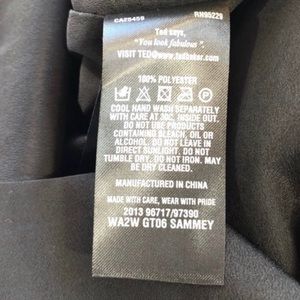 CA25459 RN95229
Ted says,
"You look fabulous".
VISIT TED@www.tedbaker.com
100% POLYESTER
COOL HAND WASH SEPARATELY
WITH CARE AT 30C. INSIDE OUT.
DO NOT USE PRODUCTS
CONTAINING BLEACH, OIL OR
ALCOHOL. DO NOT LEAVE IN
DIRECT SUNLIGHT. DO NOT
TUMBLE DRY. DO NOT IRON. MAY
BE DRY CLEANED.
MANUFACTURED IN CHINA
MADE WITH CARE, WEAR WITH PRIDE
2013 96717/97390
WA2W GT06 SAMMEY